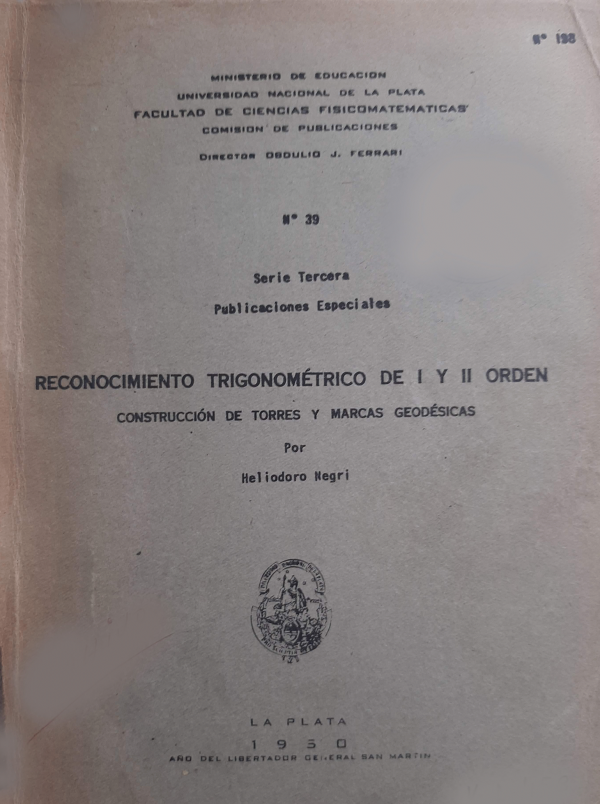 Nº 198
MINISTERIO DE EDUCACION
UNIVERSIDAD NACIONAL DE LA PLATA
FACULTAD DE CIENCIAS FISICOMATEMATICAS
COMISION DE PUBLICACIONES
DIRECTOR OBDULIO J. FERRARI
Nº 39
Serie Tercera
Publicaciones Especiales
RECONOCIMIENTO TRIGONOMÉTRICO DE I Y II ORDEN
CONSTRUCCIÓN DE TORRES Y MARCAS GEODÉSICAS
Por
Heliodoro Negri
LA PLATA
1950
AÑO DEL LIBERTADOR GENERAL SAN MARTIN